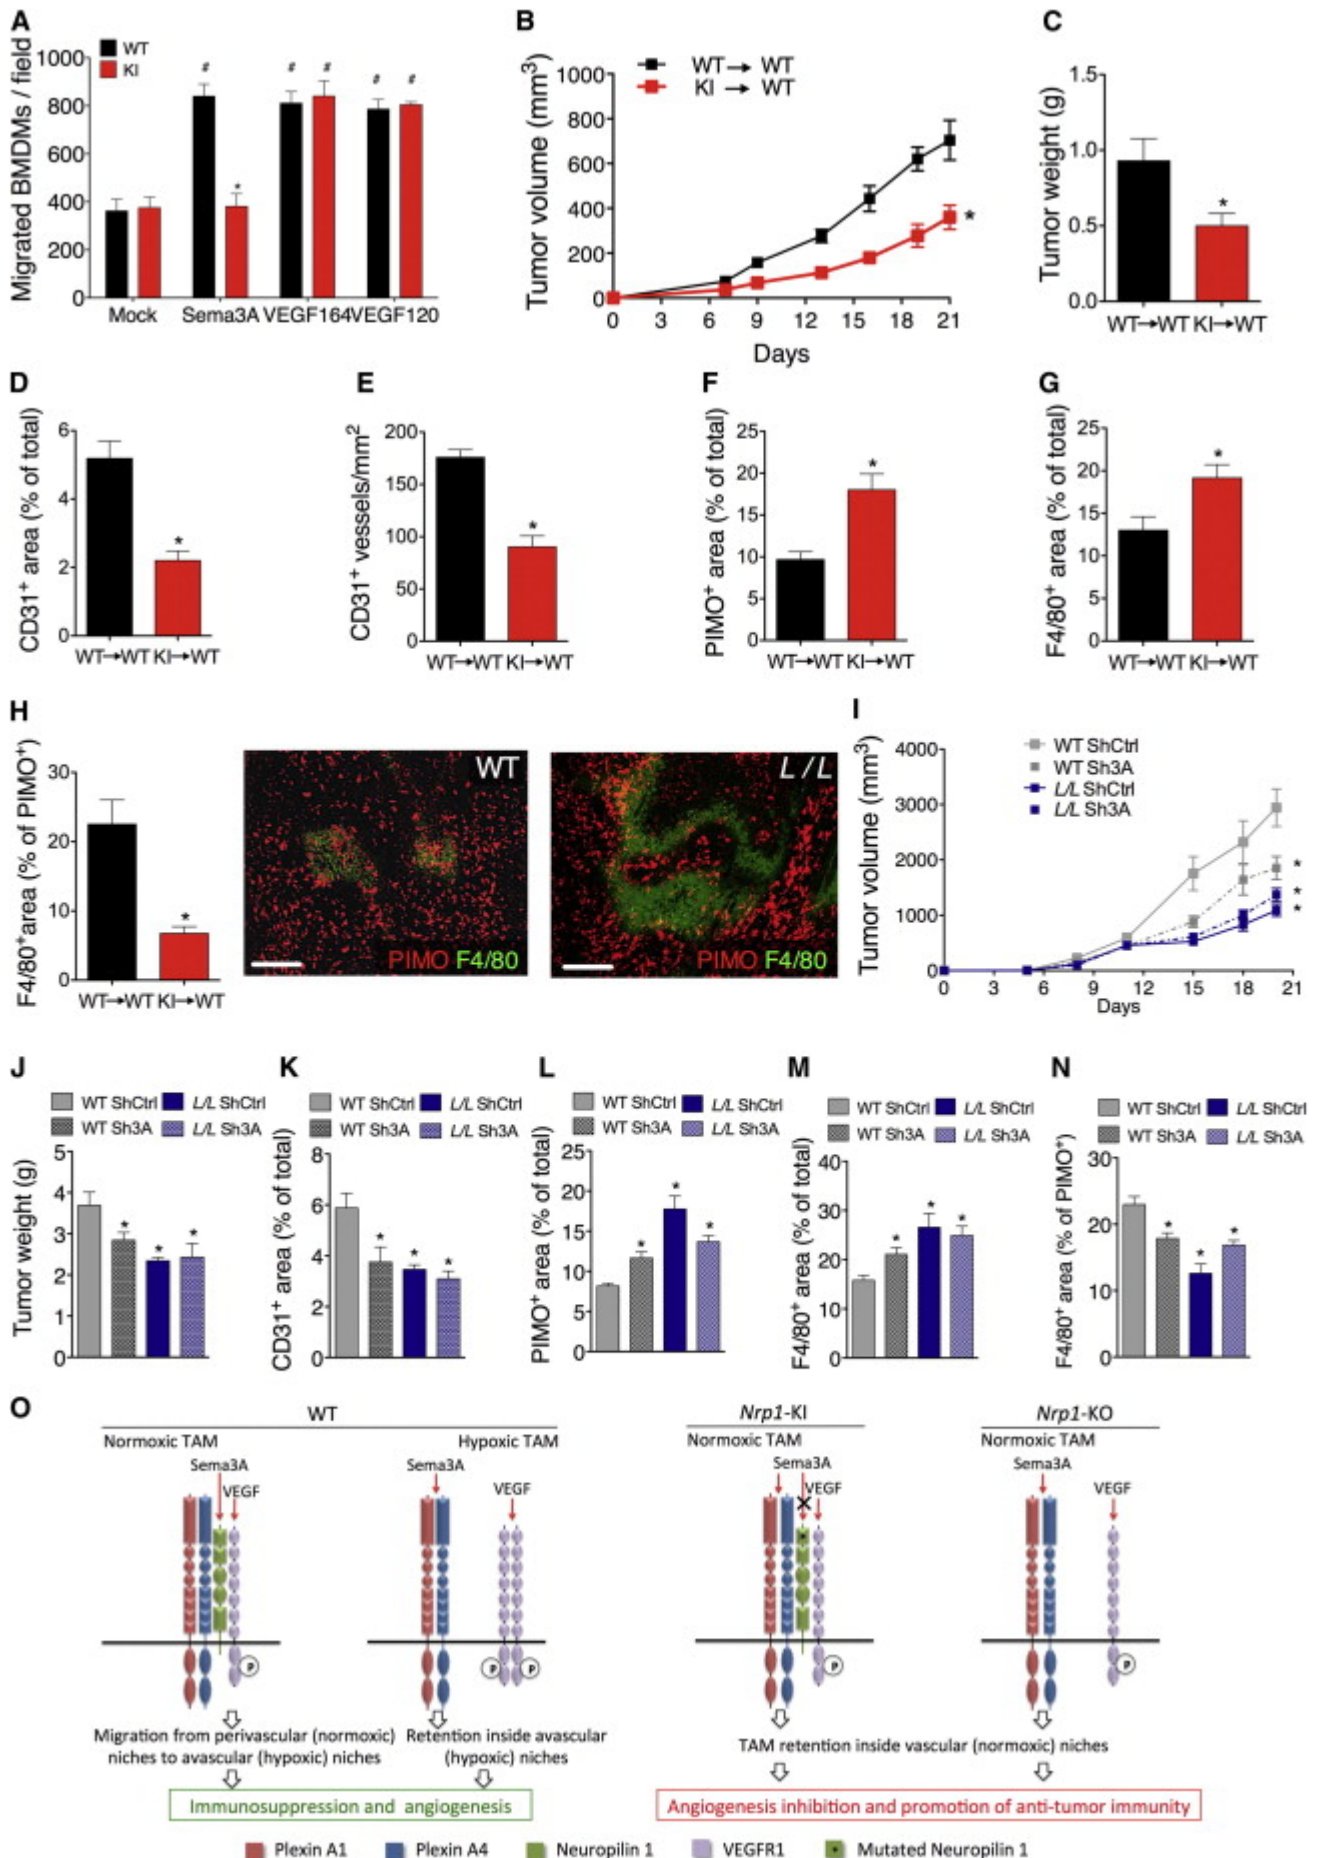 A
WT
KI
Migrated BMDMs / field
1000
800
600
400
200
0
# # # # #
*
Mock Sema3A VEGF164 VEGF120
B
WT → WT
KI → WT
Tumor volume (mm3)
1000
800
600
400
200
0
*
0 3 6 9 12 15 18 21
Days
C
Tumor weight (g)
1.5
1.0
0.5
0.0
*
WT→WT KI→WT
D
CD31+ area (% of total)
6
4
2
0
*
WT→WT KI→WT
E
CD31+ vessels/mm2
200
150
100
50
0
*
WT→WT KI→WT
F
PIMO+ area (% of total)
25
20
15
10
5
0
*
WT→WT KI→WT
G
F4/80+ area (% of total)
25
20
15
10
5
0
*
WT→WT KI→WT
H
F4/80+area (% of PIMO+)
30
20
10
0
*
WT→WT KI→WT
WT
PIMO F4/80
L/L
PIMO F4/80
I
WT ShCtrl
WT Sh3A
L/L ShCtrl
L/L Sh3A
Tumor volume (mm3)
4000
3000
2000
1000
0
*
*
*
0 3 6 9 12 15 18 21
Days
J
WT ShCtrl L/L ShCtrl
WT Sh3A L/L Sh3A
Tumor weight (g)
5
4
3
2
1
0
* * *
K
WT ShCtrl L/L ShCtrl
WT Sh3A L/L Sh3A
CD31+ area (% of total)
8
6
4
2
0
* * *
L
WT ShCtrl L/L ShCtrl
WT Sh3A L/L Sh3A
PIMO+ area (% of total)
25
20
15
10
5
0
* * *
M
WT ShCtrl L/L ShCtrl
WT Sh3A L/L Sh3A
F4/80+ area (% of total)
40
30
20
10
0
* * *
N
WT ShCtrl L/L ShCtrl
WT Sh3A L/L Sh3A
F4/80+ area (% of PIMO+)
30
20
10
0
* * *
O
WT Nrp1-KI Nrp1-KO
Normoxic TAM Hypoxic TAM Normoxic TAM Normoxic TAM
Sema3A Sema3A Sema3A Sema3A
VEGF VEGF VEGF VEGF
P P P P P
Migration from perivascular (normoxic)
niches to avascular (hypoxic) niches
Retention inside avascular
(hypoxic) niches
TAM retention inside vascular (normoxic) niches
Immunosuppression and angiogenesis
Angiogenesis inhibition and promotion of anti-tumor immunity
Plexin A1 Plexin A4 Neuropilin 1 VEGFR1 Mutated Neuropilin 1